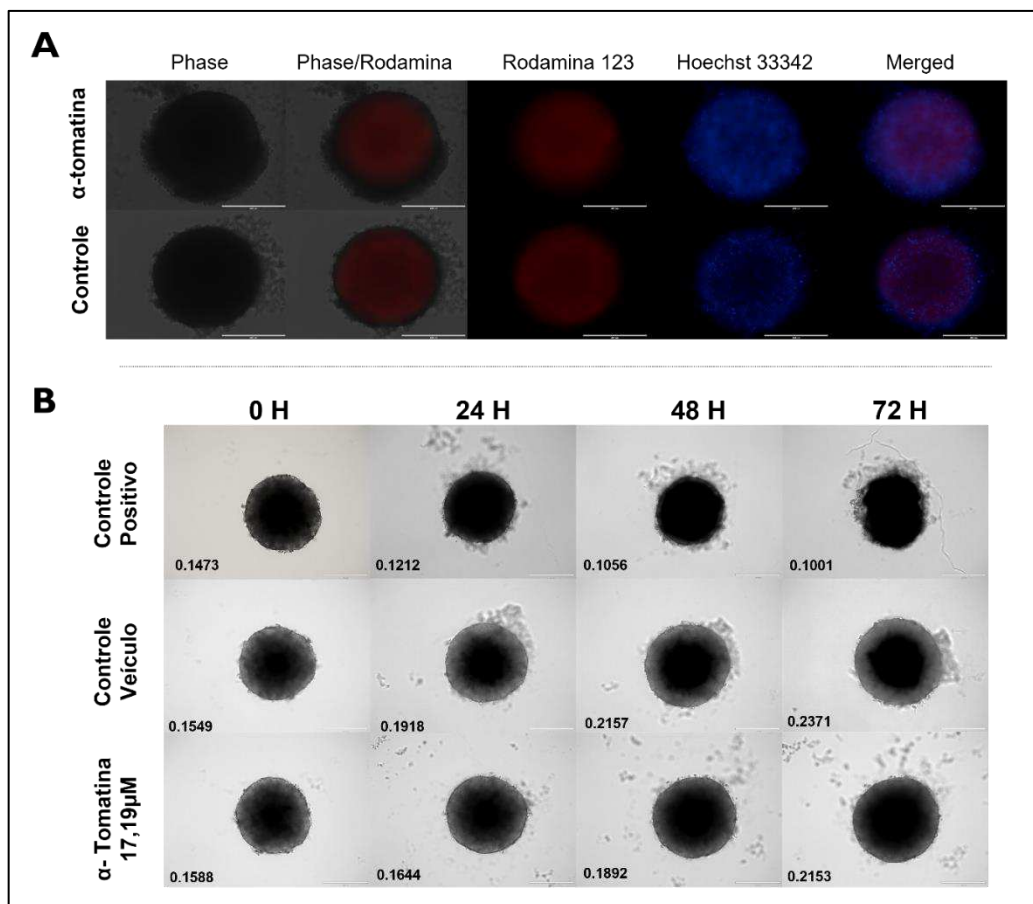 A
Phase Phase/Rodamina Rodamina 123 Hoechst 33342 Merged
α-tomatina
Controle
B
0 H 24 H 48 H 72 H
Controle
Positivo
0.1473 0.1212 0.1056 0.1001
Controle
Veículo
0.1549 0.1918 0.2157 0.2371
α- Tomatina
17,19µM
0.1588 0.1644 0.1892 0.2153